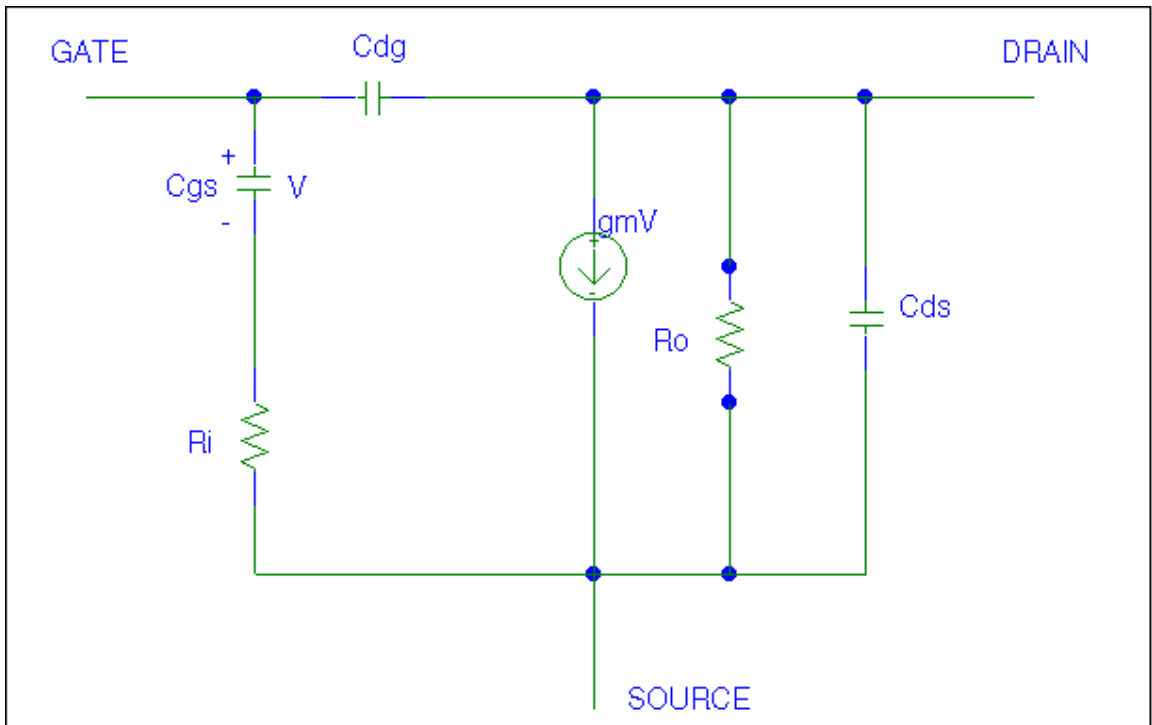 GATE
Cdg
DRAIN
+
Cgs
V
-
gmV
+
-
Ro
Cds
Ri
SOURCE